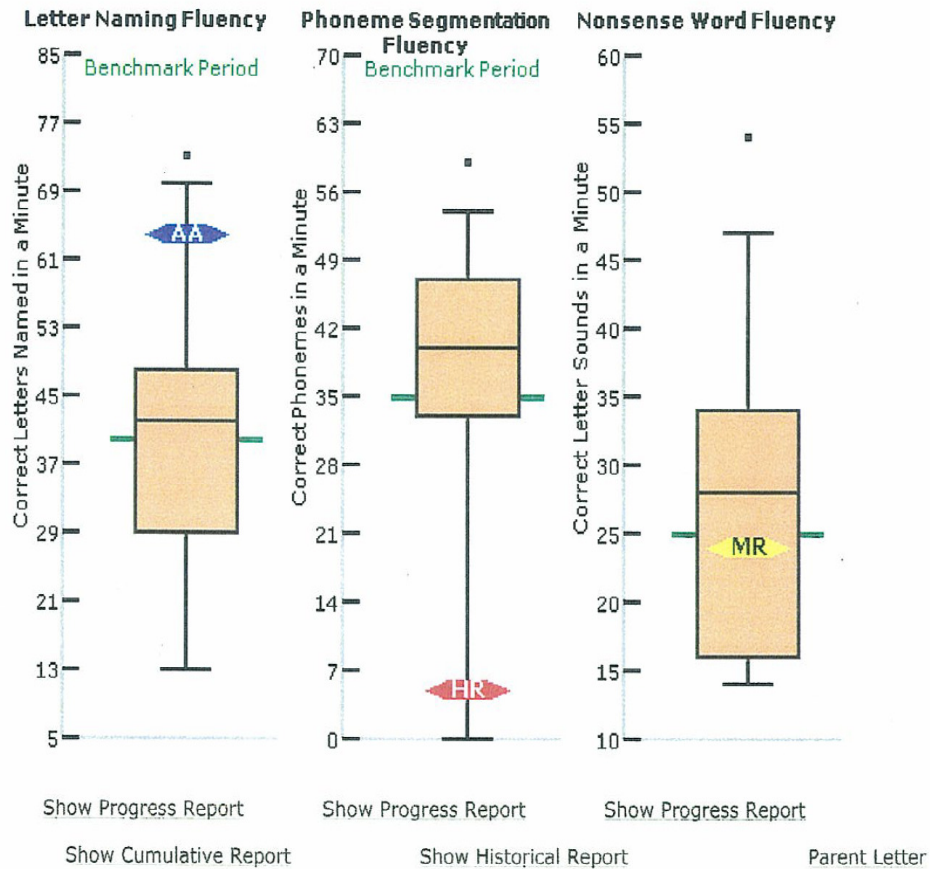 Letter Naming Fluency
85
Benchmark Period
77
69
AA
61
53
45
37
29
21
13
5
Correct Letters Named in a Minute
Show Progress Report
Phoneme Segmentation
Fluency
70
Benchmark Period
63
56
49
42
35
28
21
14
7
HR
0
Correct Phonemes in a Minute
Show Progress Report
Nonsense Word Fluency
60
55
50
45
40
35
30
25
MR
20
15
10
Correct Letter Sounds in a Minute
Show Progress Report
Show Cumulative Report
Show Historical Report
Parent Letter